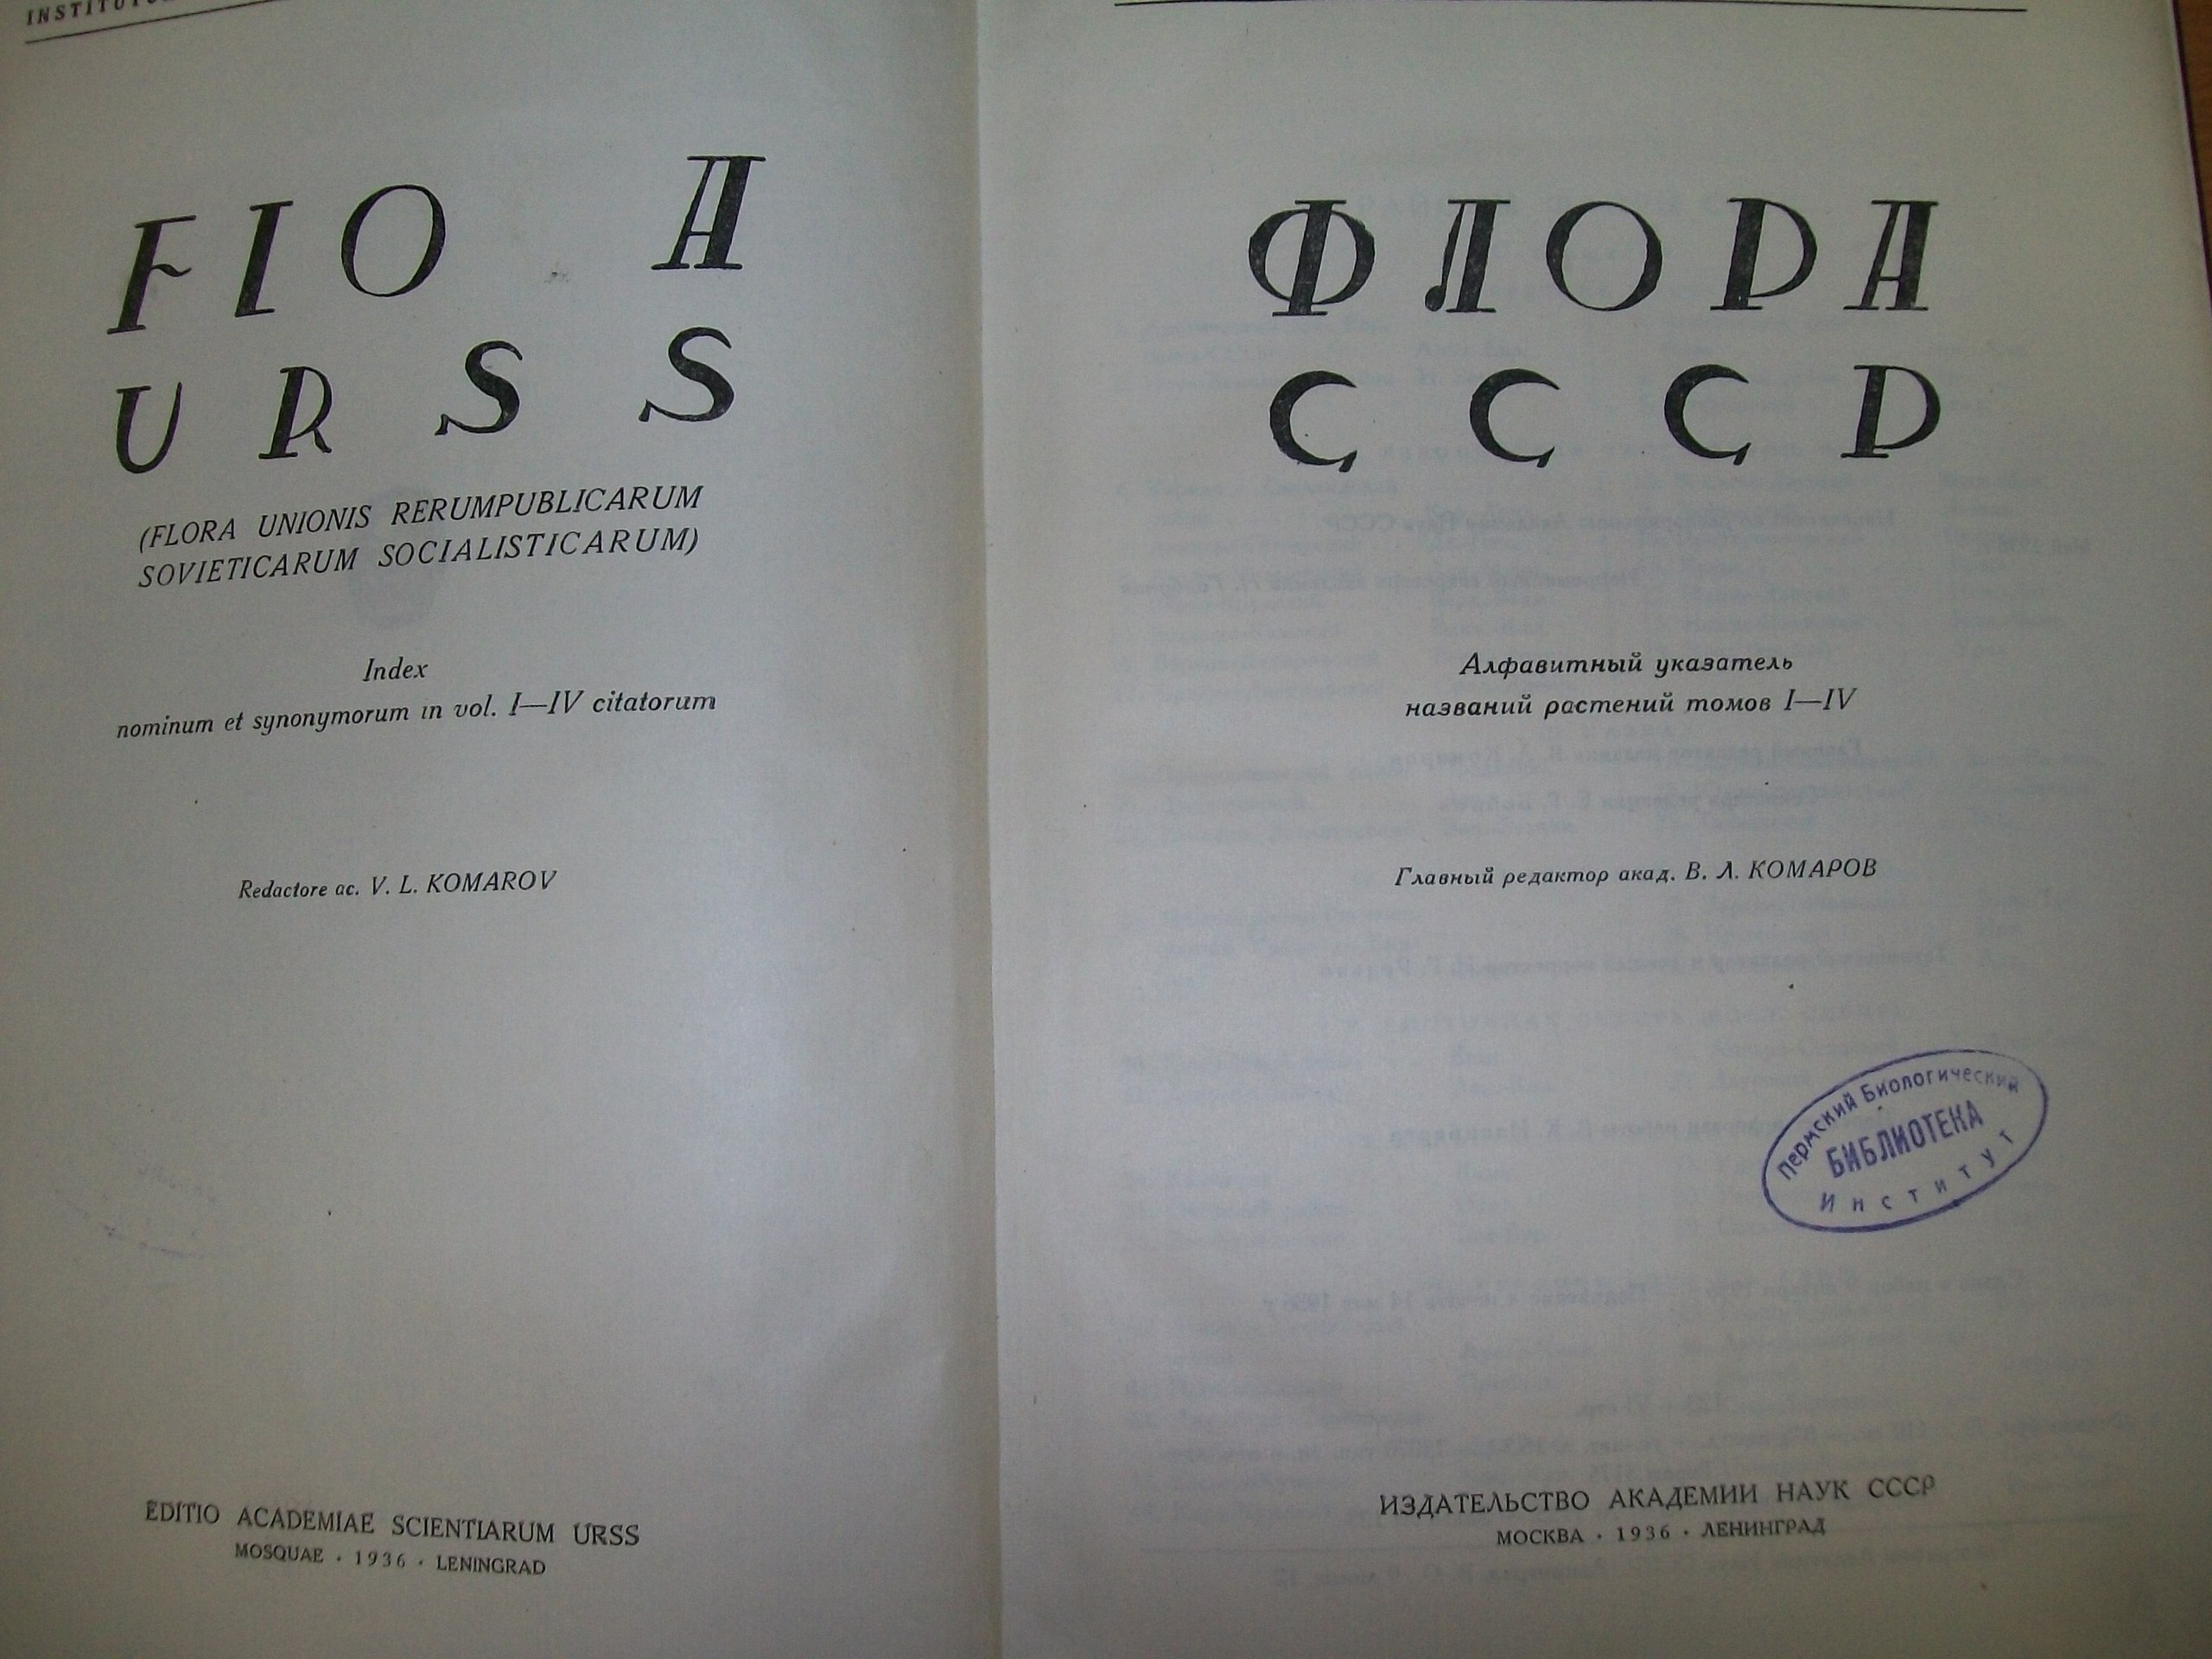 FIO A
URSS
(FLORA UNIONIS RERUMPUBLICARUM
SOVIETICARUM SOCIALISTICARUM)
Index
nominum et synonymorum in vol. I—IV citatorum
Redactore ac. V. L. KOMAROV
EDITIO ACADEMIAE SCIENTIARUM URSS
MOSQUAE · 1936 · LENINGRAD
ФЛОРА
СССР
Алфавитный указатель
названий растений томов I—IV
Главный редактор акад. В. Л. КОМАРОВ
Пермский Биологический
БИБЛИОТЕКА
Институт
ИЗДАТЕЛЬСТВО АКАДЕМИИ НАУК СССР
МОСКВА · 1936 · ЛЕНИНГРАД